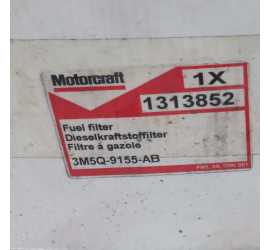 Motorcraft
1X
1313852
Fuel filter
Dieselkraftstoffilter
Filtre à gazole
3M5Q-9155-AB